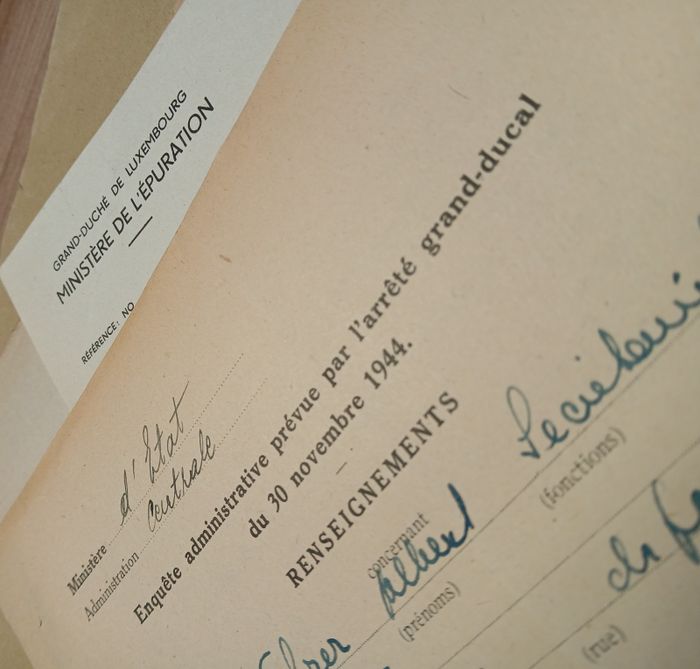 GRAND-DUCHÉ DE LUXEMBOURG
MINISTÈRE DE L'ÉPURATION
RÉFÉRENCE: NO
Ministère d'Etat
Administration centrale
Enquête administrative prévue par l'arrêté grand-ducal
du 30 novembre 1944.
RENSEIGNEMENTS
concernant
Albert
(prénoms)
(fonctions)
(rue)